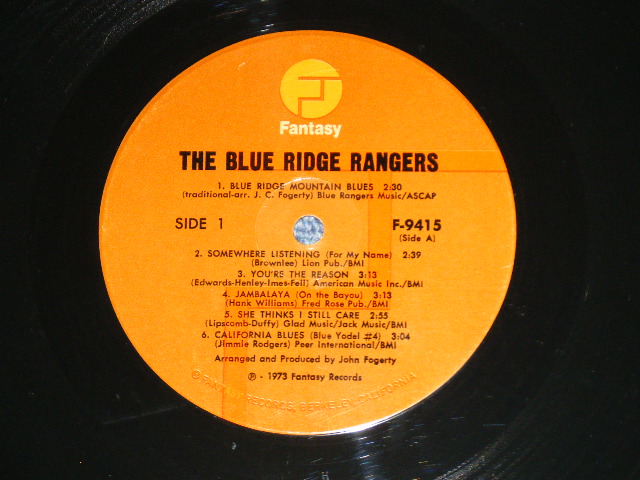 Fantasy
THE BLUE RIDGE RANGERS
1. BLUE RIDGE MOUNTAIN BLUES 2:30
(traditional-arr. J. C. Fogerty) Blue Rangers Music/ASCAP
SIDE 1
F-9415
(Side A)
2. SOMEWHERE LISTENING (For My Name) 2:39
(Brownlee) Lion Pub./BMI
3. YOU'RE THE REASON 3:13
(Edwards-Henley-Imes-Fell) American Music Inc./BMI
4. JAMBALAYA (On the Bayou) 3:13
(Hank Williams) Fred Rose Pub./BMI
5. SHE THINKS I STILL CARE 2:55
(Lipscomb-Duffy) Glad Music/Jack Music/BMI
6. CALIFORNIA BLUES (Blue Yodel #4) 3:04
(Jimmie Rodgers) Peer International/BMI
Arranged and Produced by John Fogerty
℗ - 1973 Fantasy Records
RECORDS, BERKELEY, CALIFORNIA